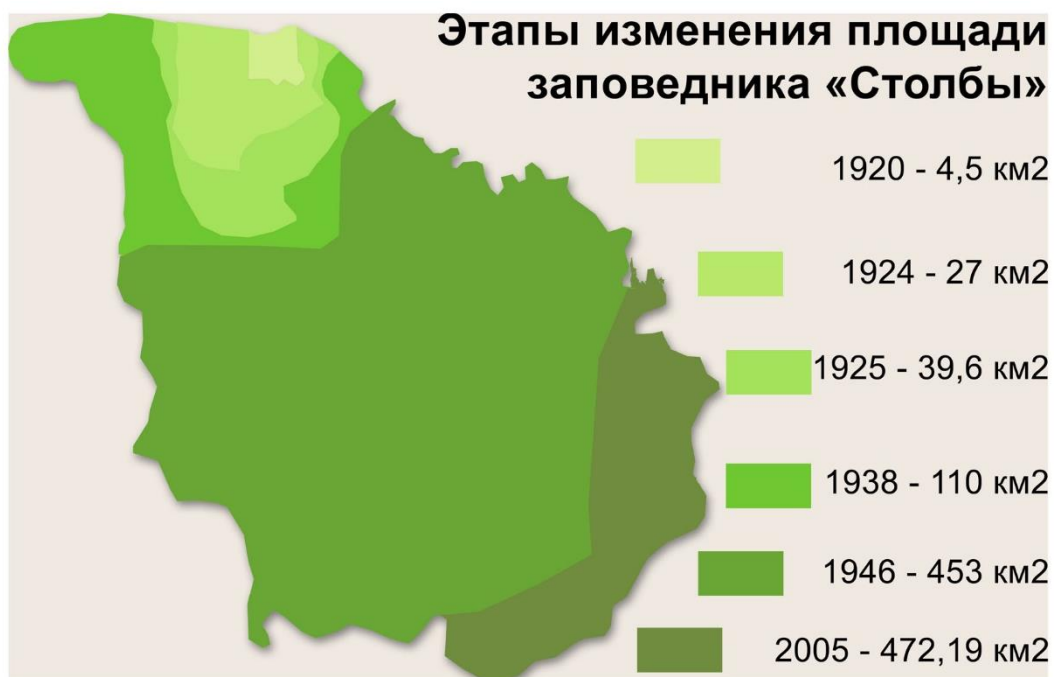 Этапы изменения площади
заповедника «Столбы»
1920 - 4,5 км2
1924 - 27 км2
1925 - 39,6 км2
1938 - 110 км2
1946 - 453 км2
2005 - 472,19 км2